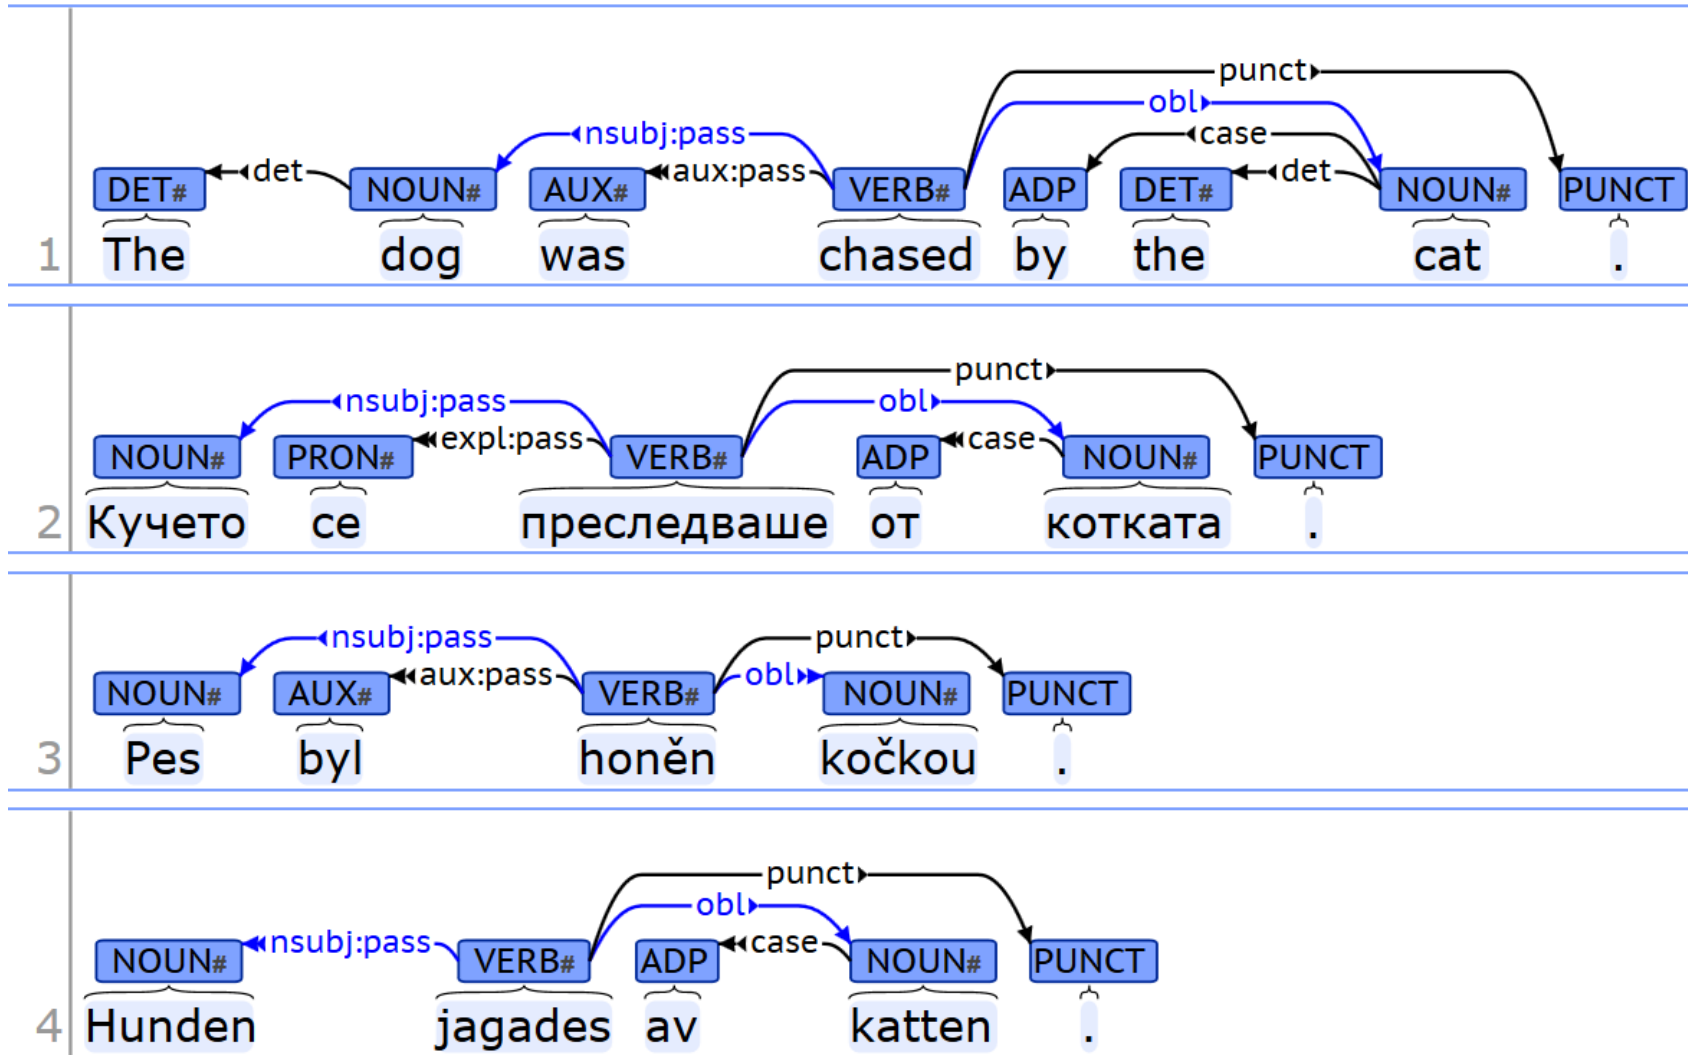 punct
obl
nsubj:pass case
det aux:pass det
DET# NOUN# AUX# VERB# ADP DET# NOUN# PUNCT
1 The dog was chased by the cat .
punct
nsubj:pass obl
expl:pass case
NOUN# PRON# VERB# ADP NOUN# PUNCT
2 Кучето се преследваше от котката .
nsubj:pass punct
aux:pass obl
NOUN# AUX# VERB# NOUN# PUNCT
3 Pes byl honěn kočkou .
punct
obl
nsubj:pass case
NOUN# VERB# ADP NOUN# PUNCT
4 Hunden jagades av katten .